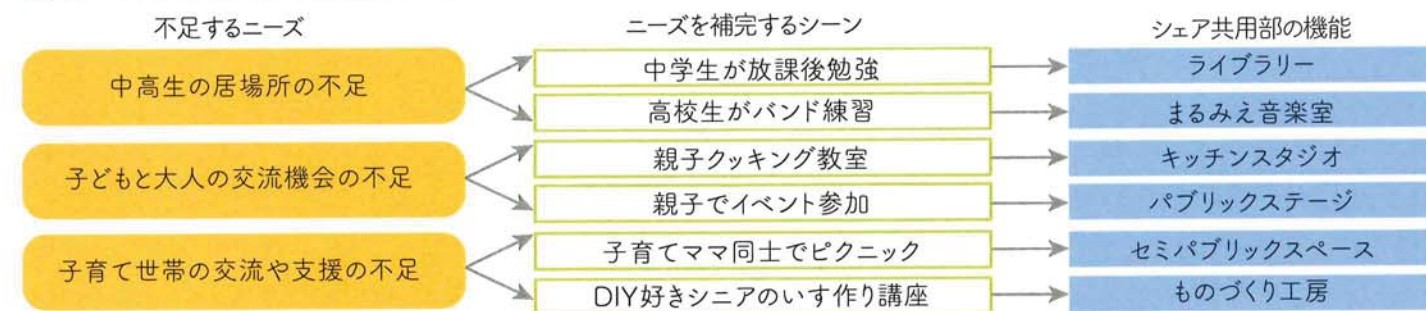 不足するニーズ
ニーズを補完するシーン
シェア共用部の機能
中高生の居場所の不足
中学生が放課後勉強
ライブラリー
高校生がバンド練習
まるみえ音楽室
子どもと大人の交流機会の不足
親子クッキング教室
キッチンスタジオ
親子でイベント参加
パブリックステージ
子育て世帯の交流や支援の不足
子育てママ同士でピクニック
セミパブリックスペース
DIY好きシニアのいす作り講座
ものづくり工房